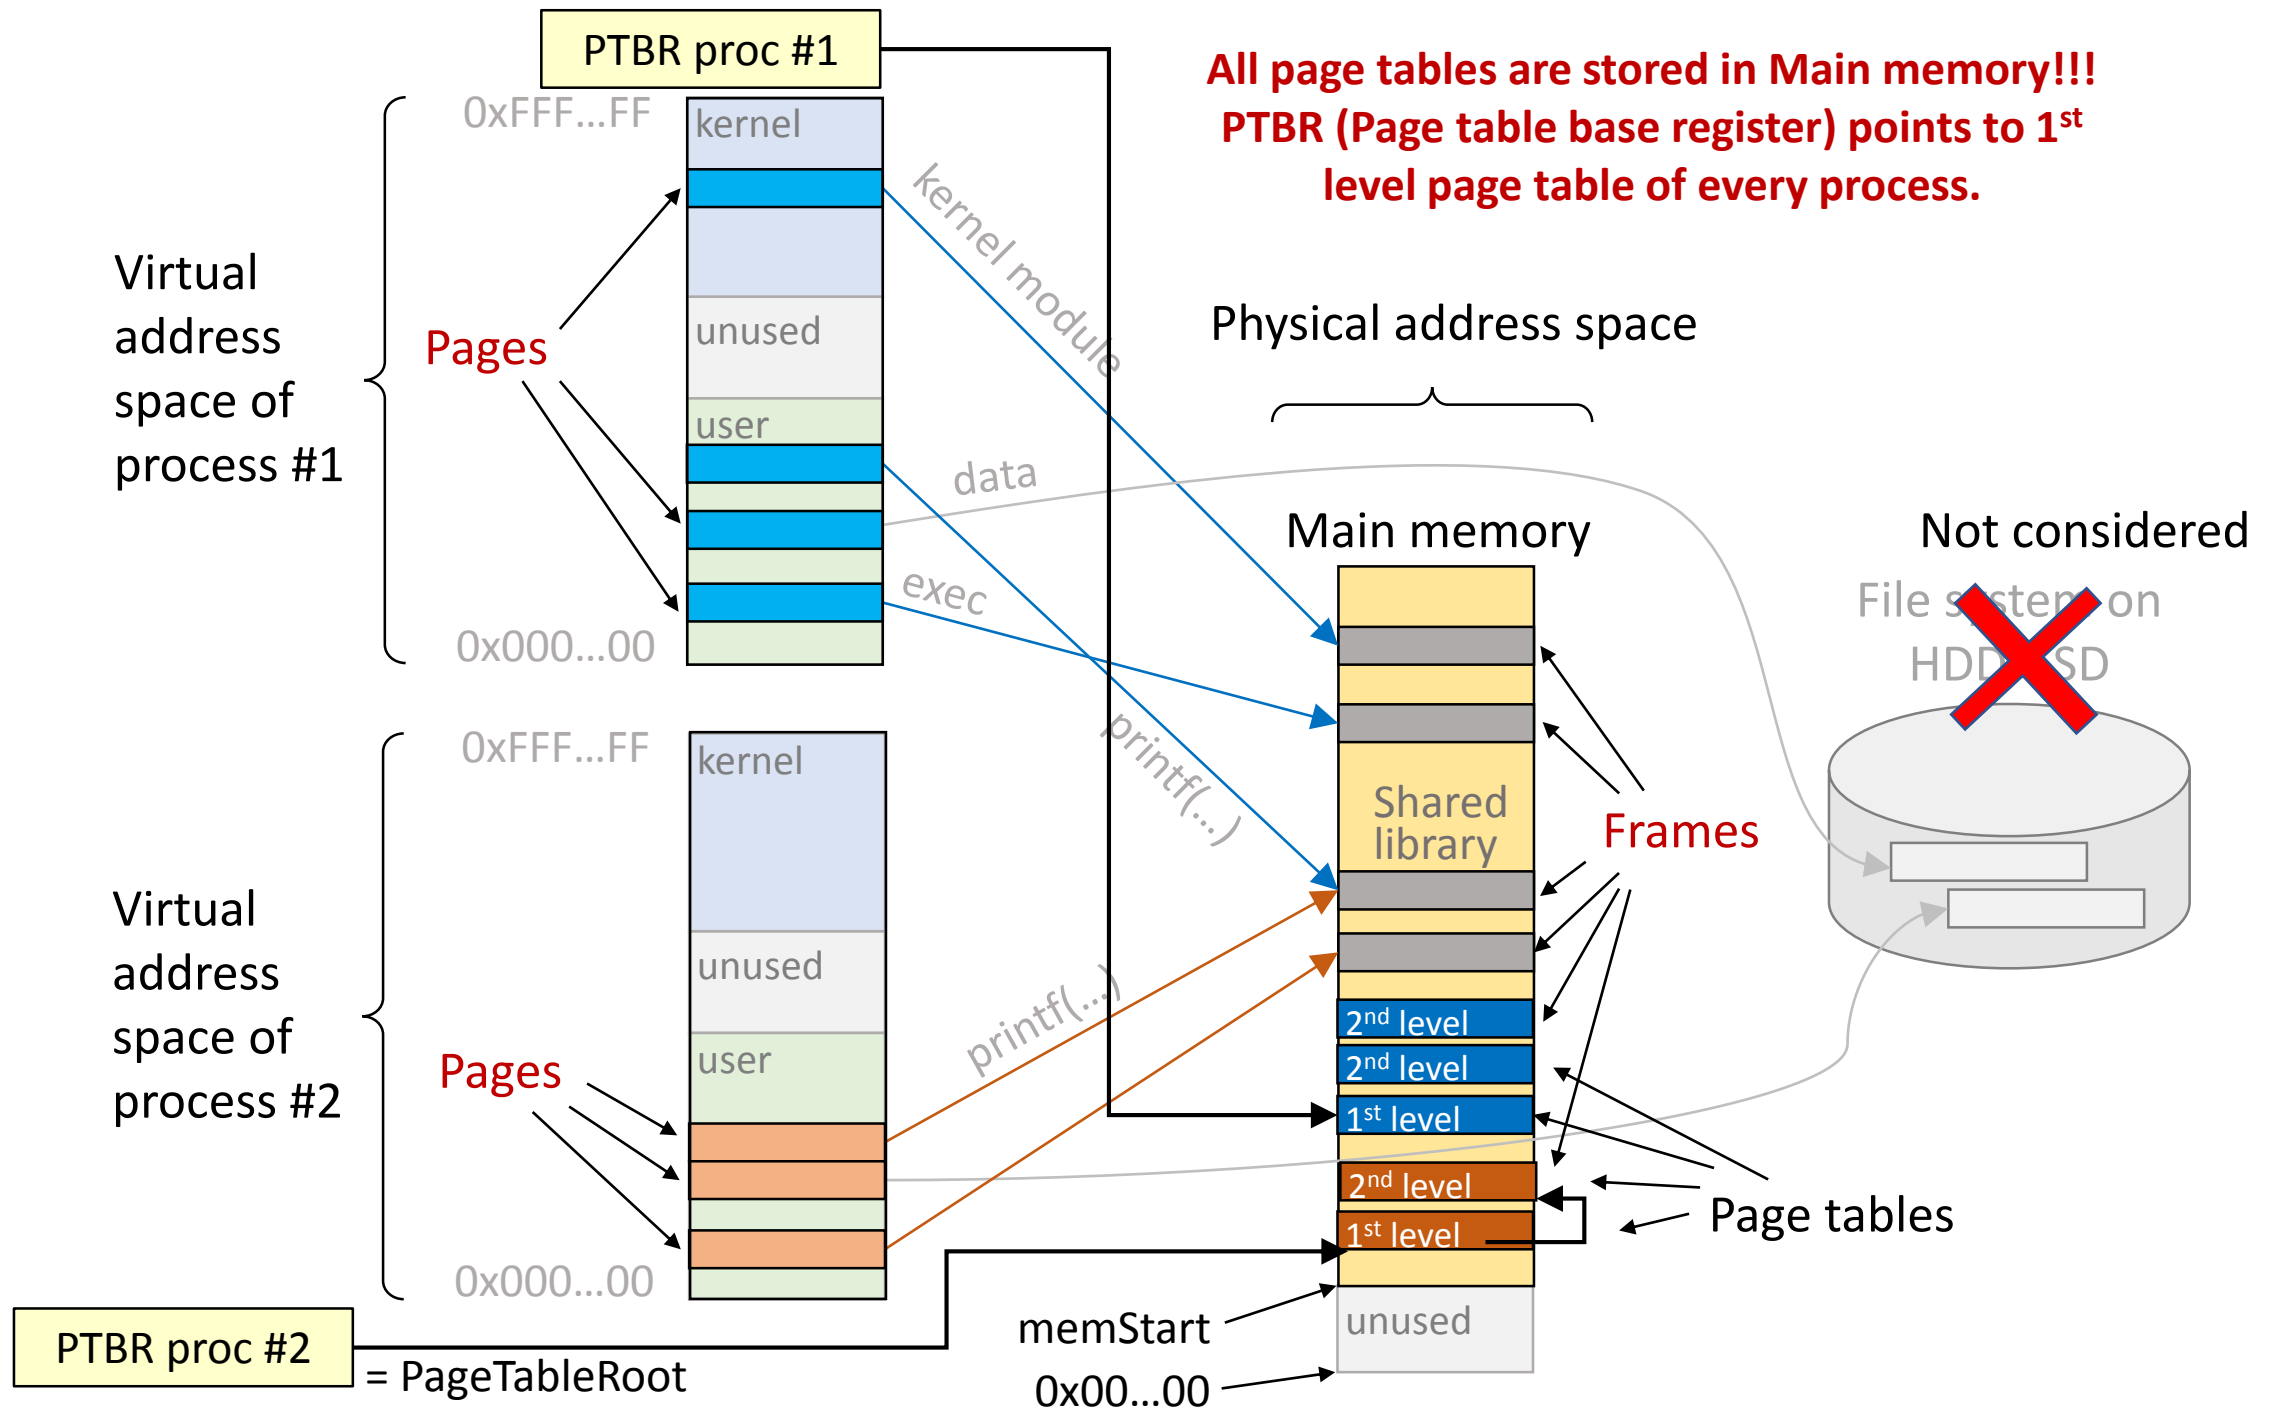 PTBR proc #1
All page tables are stored in Main memory!!!
PTBR (Page table base register) points to 1st
level page table of every process.
0xFFF...FF
kernel
kernel module
Virtual
address
space of
process #1
Pages
unused
user
Physical address space
data
exec
0x000...00
Main memory
Not considered
File system on
printf(...)
Shared
library
Frames
0xFFF...FF
kernel
Virtual
address
space of
process #2
Pages
unused
user
printf(...)
2nd level
2nd level
1st level
2nd level
1st level
Page tables
0x000...00
memStart
unused
PTBR proc #2
= PageTableRoot
0x00...00